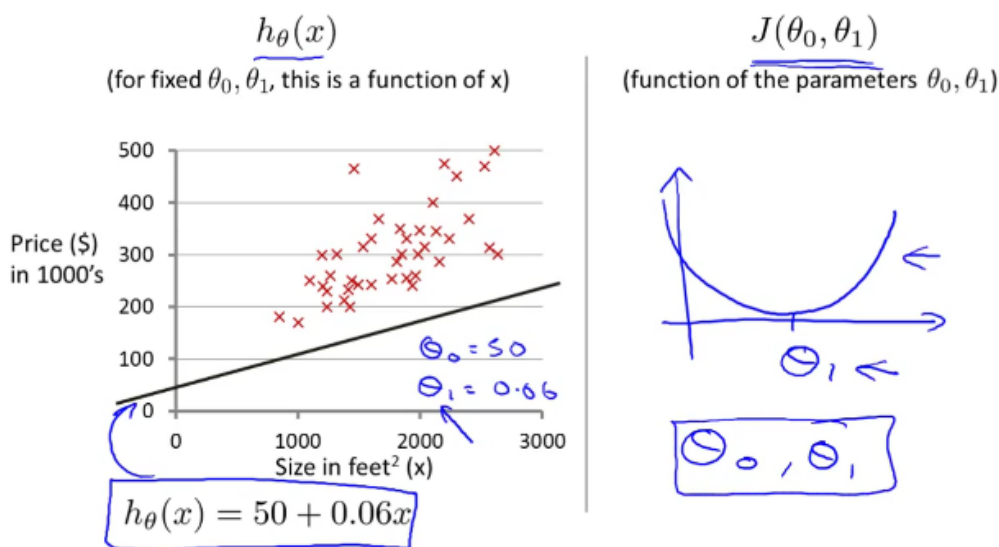 hθ(x)
(for fixed θ₀, θ₁, this is a function of x)
Price ($)
in 1000's
500
400
300
200
100
0
0 1000 2000 3000
Size in feet² (x)
Θ₀ = 50
Θ₁ = 0.06
hθ(x) = 50 + 0.06x
J(θ₀, θ₁)
(function of the parameters θ₀, θ₁)
Θ₁
Θ₀, Θ₁